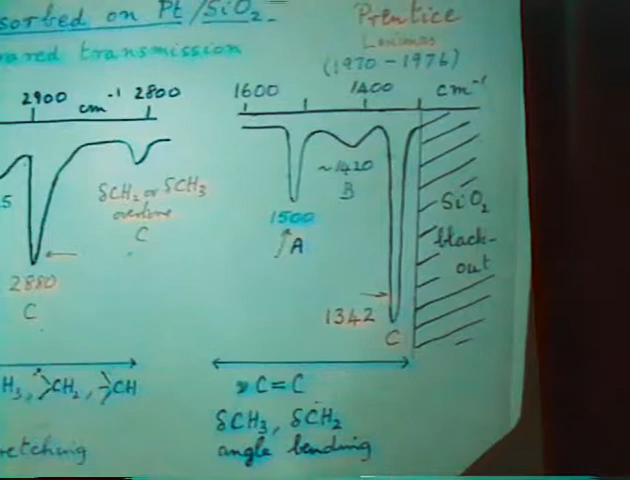 sorbed on Pt/SiO2.
Prentice
ared transmission
(1970-1976)
2900 cm-1 2800
1600 1400 cm-1
5
δCH2 or δCH3
overtone
C
~1420
B
SiO2
black-
out
1500
A
2880
C
1342
C
H3, >CH2, >CH
νC=C
δCH3, δCH2
etching
angle bending